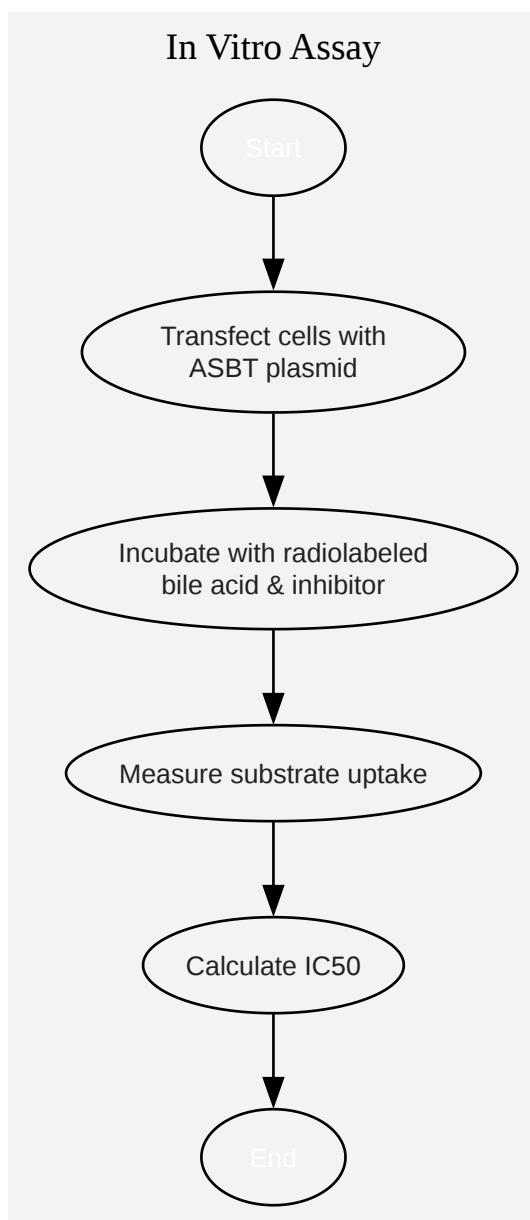 In Vitro Assay
Start
Transfect cells with
ASBT plasmid
Incubate with radiolabeled
bile acid & inhibitor
Measure substrate uptake
Calculate IC50
End